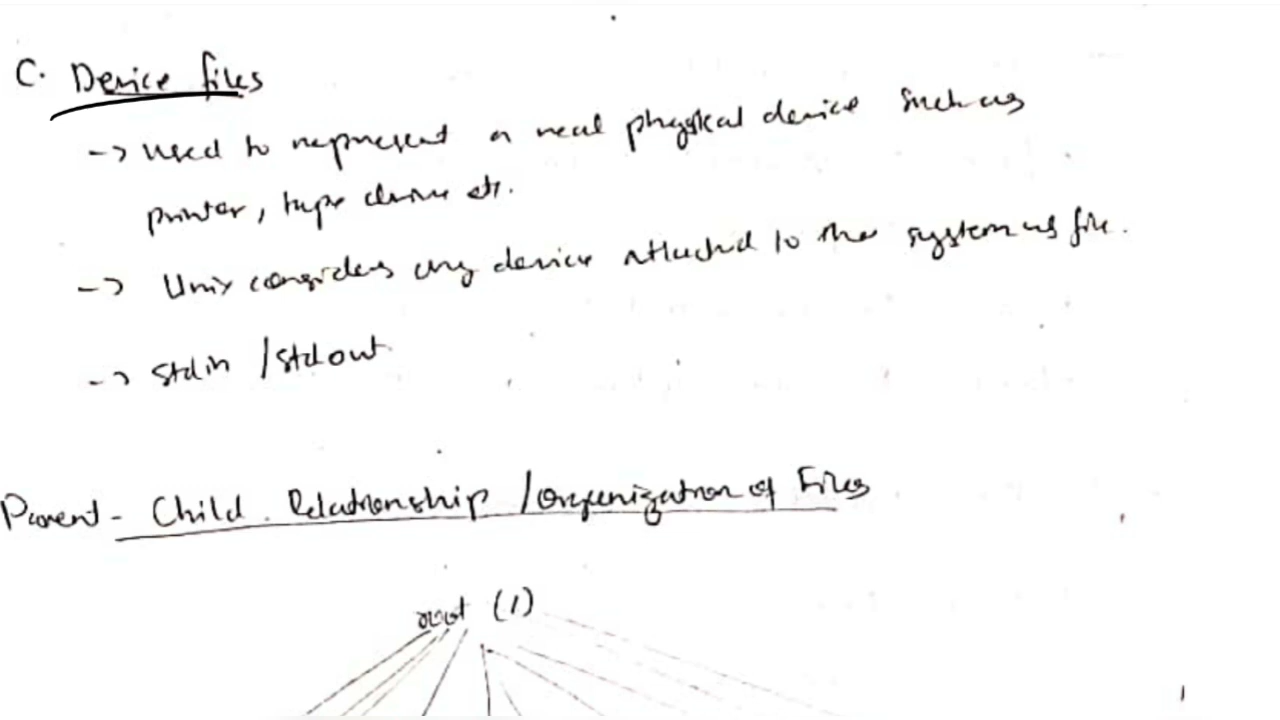 C. Device files
-> used to represent a real physical device such as
printer, tape drive etc.
-> Unix considers any device attached to the system as file.
-> stdin /stdout
Parent - Child Relationship /Organization of Files
root (/)